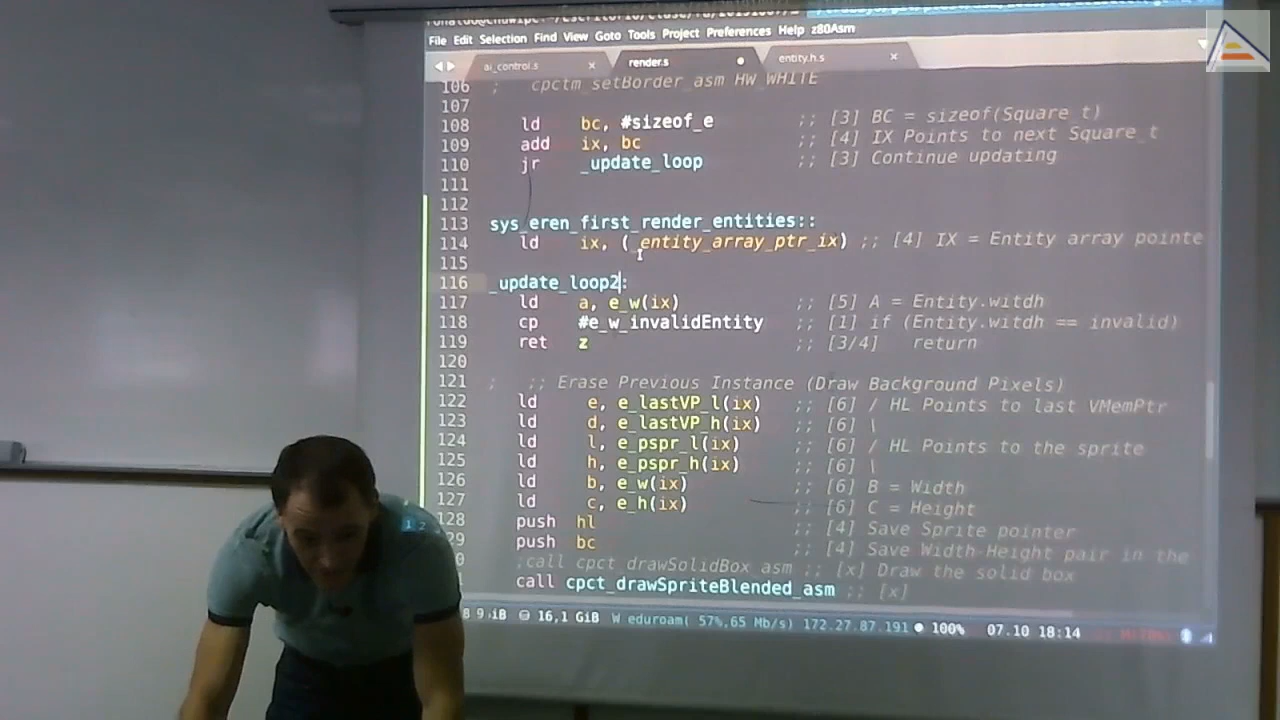 File Edit Selection Find View Goto Tools Project Preferences Help z80Asm
ai_control.s × render.s ● entity.h.s ×
106 ; cpctm_setBorder_asm HW_WHITE
107
108 ld bc, #sizeof_e ;; [3] BC = sizeof(Square_t)
109 add ix, bc ;; [4] IX Points to next Square_t
110 jr _update_loop ;; [3] Continue updating
111
112
113 sys_eren_first_render_entities::
114 ld ix, (_entity_array_ptr_ix) ;; [4] IX = Entity array pointe
115
116 _update_loop2:
117 ld a, e_w(ix) ;; [5] A = Entity.witdh
118 cp #e_w_invalidEntity ;; [1] if (Entity.witdh == invalid)
119 ret z ;; [3/4] return
120
121 ; ;; Erase Previous Instance (Draw Background Pixels)
122 ld e, e_lastVP_l(ix) ;; [6] / HL Points to last VMemPtr
123 ld d, e_lastVP_h(ix) ;; [6] \
124 ld l, e_pspr_l(ix) ;; [6] / HL Points to the sprite
125 ld h, e_pspr_h(ix) ;; [6] \
126 ld b, e_w(ix) ;; [6] B = Width
127 ld c, e_h(ix) ;; [6] C = Height
128 push hl ;; [4] Save Sprite pointer
29 push bc ;; [4] Save Width-Height pair in the
0 ;call cpct_drawSolidBox_asm ;; [x] Draw the solid box
call cpct_drawSpriteBlended_asm ;; [x]
1 2
16,1 GiB W eduroam( 57%,65 Mb/s) 172.27.87.191 ● 100% 07.10 18:14